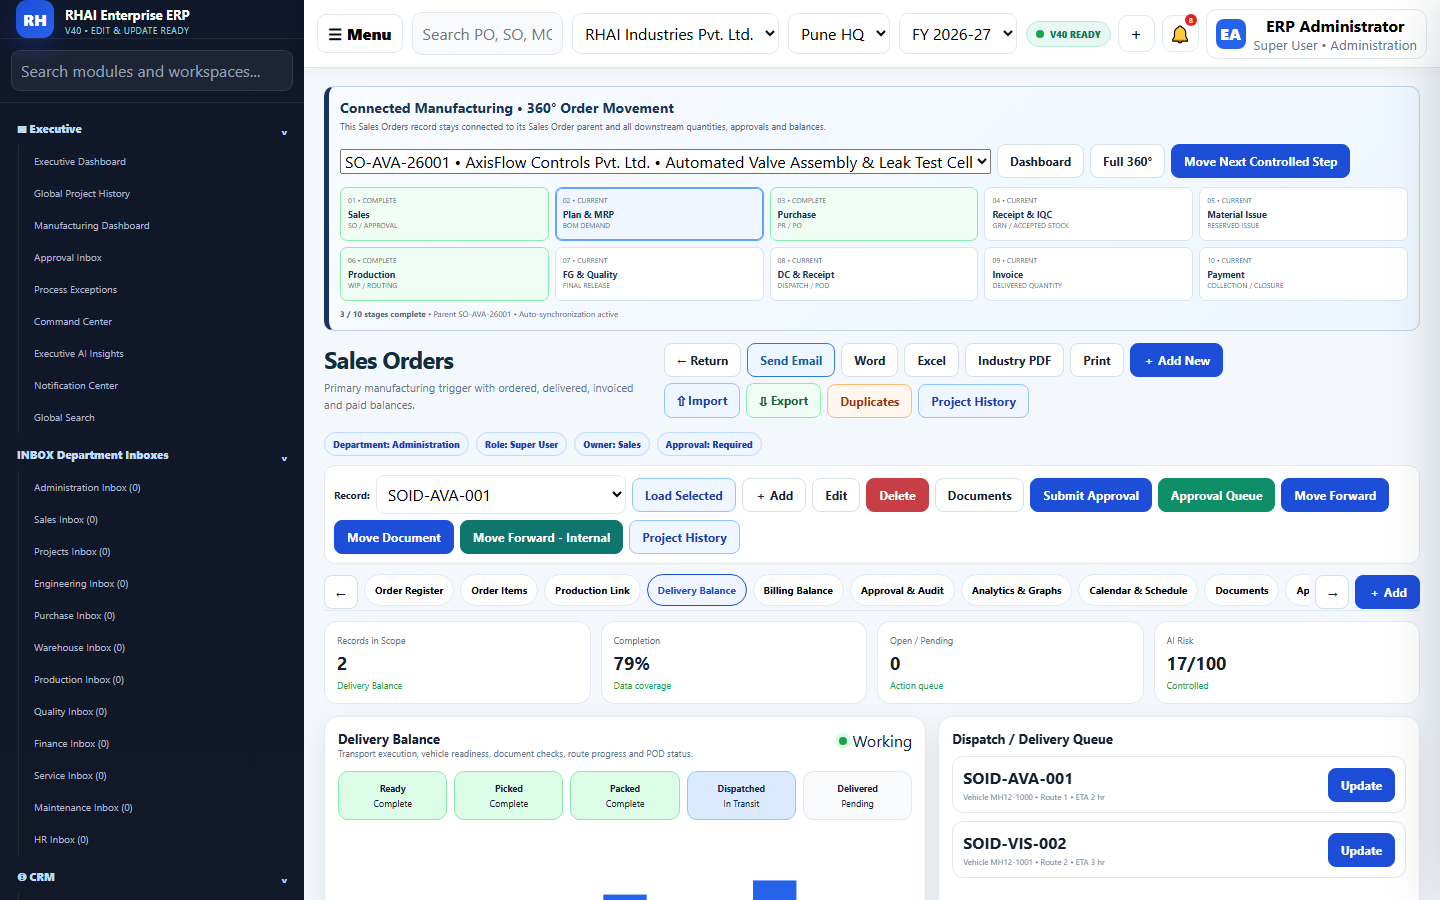 RH
RHAI Enterprise ERP
V40 • EDIT & UPDATE READY
Search modules and workspaces...
Executive
Executive Dashboard
Global Project History
Manufacturing Dashboard
Approval Inbox
Process Exceptions
Command Center
Executive AI Insights
Notification Center
Global Search
INBOX Department Inboxes
Administration Inbox (0)
Sales Inbox (0)
Projects Inbox (0)
Engineering Inbox (0)
Purchase Inbox (0)
Warehouse Inbox (0)
Production Inbox (0)
Quality Inbox (0)
Finance Inbox (0)
Service Inbox (0)
Maintenance Inbox (0)
HR Inbox (0)
CRM
☰ Menu
Search PO, SO, MC
RHAI Industries Pvt. Ltd.
Pune HQ
FY 2026-27
V40 READY
+
8
EA
ERP Administrator
Super User • Administration
Connected Manufacturing • 360° Order Movement
This Sales Orders record stays connected to its Sales Order parent and all downstream quantities, approvals and balances.
SO-AVA-26001 • AxisFlow Controls Pvt. Ltd. • Automated Valve Assembly & Leak Test Cell
Dashboard
Full 360°
Move Next Controlled Step
01 • COMPLETE
Sales
SO / APPROVAL
02 • CURRENT
Plan & MRP
BOM DEMAND
03 • COMPLETE
Purchase
PR / PO
04 • CURRENT
Receipt & IQC
GRN / ACCEPTED STOCK
05 • CURRENT
Material Issue
RESERVED ISSUE
06 • COMPLETE
Production
WIP / ROUTING
07 • CURRENT
FG & Quality
FINAL RELEASE
08 • CURRENT
DC & Receipt
DISPATCH / POD
09 • CURRENT
Invoice
DELIVERED QUANTITY
10 • CURRENT
Payment
COLLECTION / CLOSURE
3 / 10 stages complete • Parent SO-AVA-26001 • Auto-synchronization active
Sales Orders
Primary manufacturing trigger with ordered, delivered, invoiced
and paid balances.
← Return
Send Email
Word
Excel
Industry PDF
Print
+ Add New
⇧ Import
⇩ Export
Duplicates
Project History
Department: Administration
Role: Super User
Owner: Sales
Approval: Required
Record:
SOID-AVA-001
Load Selected
+ Add
Edit
Delete
Documents
Submit Approval
Approval Queue
Move Forward
Move Document
Move Forward - Internal
Project History
←
Order Register
Order Items
Production Link
Delivery Balance
Billing Balance
Approval & Audit
Analytics & Graphs
Calendar & Schedule
Documents
Ap
→
+ Add
Records in Scope
2
Delivery Balance
Completion
79%
Data coverage
Open / Pending
0
Action queue
AI Risk
17/100
Controlled
Delivery Balance
Transport execution, vehicle readiness, document checks, route progress and POD status.
Working
Ready
Complete
Picked
Complete
Packed
Complete
Dispatched
In Transit
Delivered
Pending
Dispatch / Delivery Queue
SOID-AVA-001
Vehicle MH12-1000 • Route 1 • ETA 2 hr
Update
SOID-VIS-002
Vehicle MH12-1001 • Route 2 • ETA 3 hr
Update